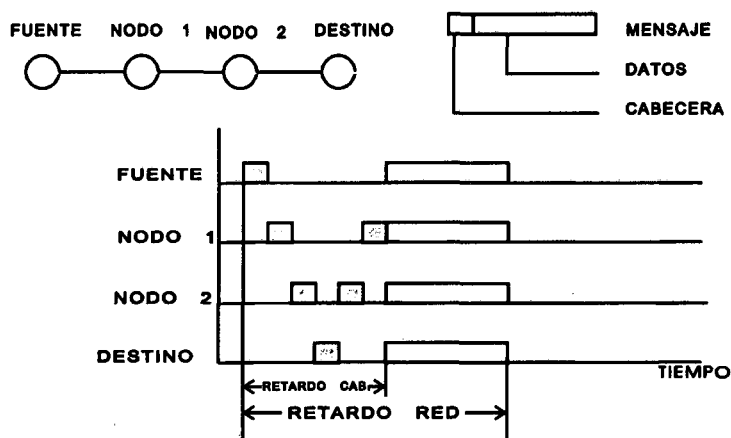 FUENTE NODO 1 NODO 2 DESTINO
MENSAJE
DATOS
CABECERA
FUENTE
NODO 1
NODO 2
DESTINO
TIEMPO
RETARDO CAB.
RETARDO RED